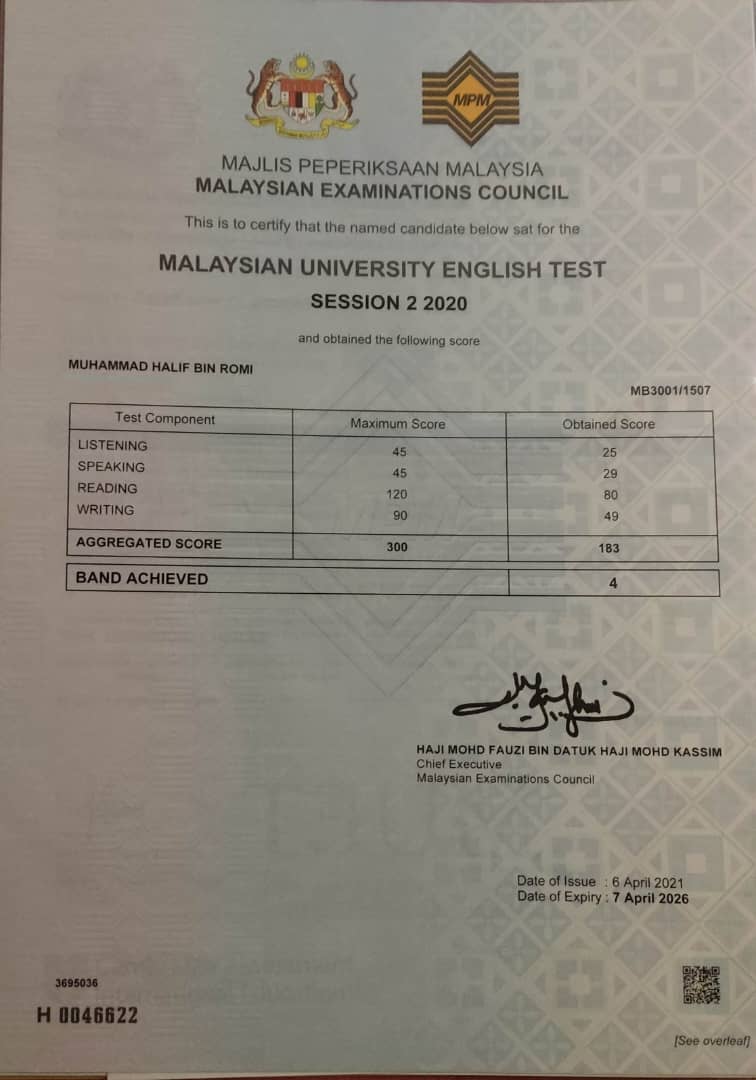 MPM
MAJLIS PEPERIKSAAN MALAYSIA
MALAYSIAN EXAMINATIONS COUNCIL
This is to certify that the named candidate below sat for the
MALAYSIAN UNIVERSITY ENGLISH TEST
SESSION 2 2020
and obtained the following score
MUHAMMAD HALIF BIN ROMI
MB3001/1507
Test Component Maximum Score Obtained Score
LISTENING 45 25
SPEAKING 45 29
READING 120 80
WRITING 90 49
AGGREGATED SCORE 300 183
BAND ACHIEVED 4
HAJI MOHD FAUZI BIN DATUK HAJI MOHD KASSIM
Chief Executive
Malaysian Examinations Council
Date of Issue : 6 April 2021
Date of Expiry : 7 April 2026
3695036
H 0046622
[See overleaf]